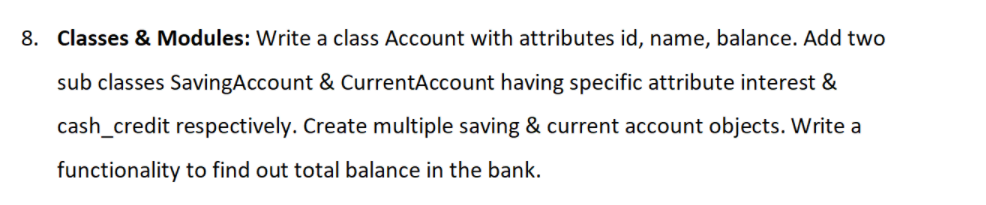 8. Classes & Modules: Write a class Account with attributes id, name, balance. Add two
sub classes SavingAccount & CurrentAccount having specific attribute interest &
cash_credit respectively. Create multiple saving & current account objects. Write a
functionality to find out total balance in the bank.